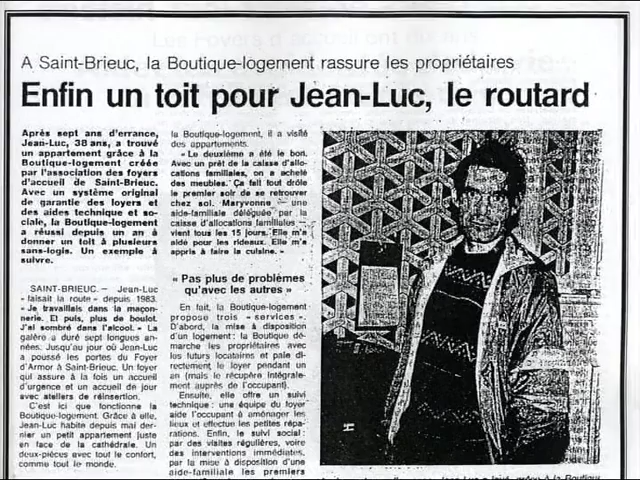 A Saint-Brieuc, la Boutique-logement rassure les propriétaires
Enfin un toit pour Jean-Luc, le routard
Après sept ans d'errance,
Jean-Luc, 38 ans, a trouvé
un appartement grâce à la
Boutique-logement créée
par l'association des foyers
d'accueil de Saint-Brieuc.
Avec un système original
de garantie des loyers et
des aides technique et so-
ciale, la Boutique-logement
a réussi depuis un an à
donner un toit à plusieurs
sans-logis. Un exemple à
suivre.
SAINT-BRIEUC. — Jean-Luc
« faisait la route » depuis 1983.
« Je travaillais dans la maçon-
nerie. Et puis, plus de boulot.
J'ai sombré dans l'alcool. » La
galère a duré sept longues an-
nées. Jusqu'au jour où Jean-Luc
a poussé les portes du Foyer
d'Armor à Saint-Brieuc. Un foyer
qui assure à la fois un accueil
d'urgence et un accueil de jour
avec ateliers de réinsertion.
C'est ici que fonctionne la
Boutique-logement. Grâce à elle,
Jean-Luc habite depuis mai der-
nier un petit appartement juste
en face de la cathédrale. Un
deux-pièces avec tout le confort,
comme tout le monde.
la Boutique-logement, il a visité
des appartements.
« Le deuxième a été le bon.
Avec un prêt de la caisse d'allo-
cations familiales, on a acheté
des meubles. Ça fait tout drôle
le premier soir de se retrouver
chez soi. Maryvonne — une
aide-familiale déléguée par la
caisse d'allocations familiales —
vient tous les 15 jours. Elle m'a
aidé pour les rideaux. Elle m'a
appris à faire la cuisine. »
« Pas plus de problèmes
qu'avec les autres »
En fait, la Boutique-logement
propose trois « services ».
D'abord, la mise à disposition
d'un logement : la Boutique dé-
marche les propriétaires avec
les futurs locataires et paie di-
rectement le loyer pendant un
an (mais le récupère intégrale-
ment auprès de l'occupant).
Ensuite, elle offre un suivi
technique : une équipe du foyer
aide l'occupant à aménager les
lieux et effectue les petites répa-
rations. Enfin, le suivi social :
par des visites régulières, voire
des interventions immédiates,
par la mise à disposition d'une
aide-familiale les premiers